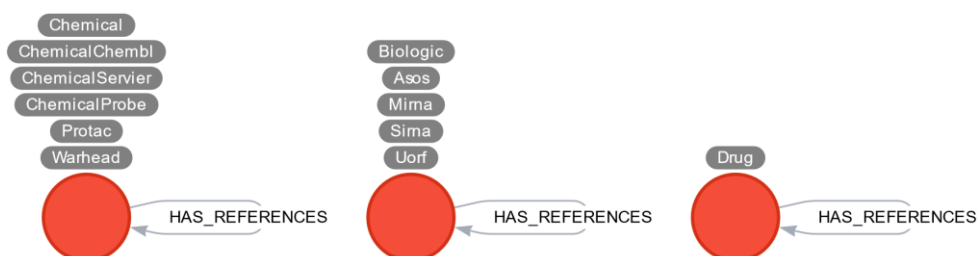 Chemical
ChemicalChembl
ChemicalServier
ChemicalProbe
Protac
Warhead
HAS_REFERENCES
Biologic
Asos
Mirna
Sirna
Uorf
HAS_REFERENCES
Drug
HAS_REFERENCES